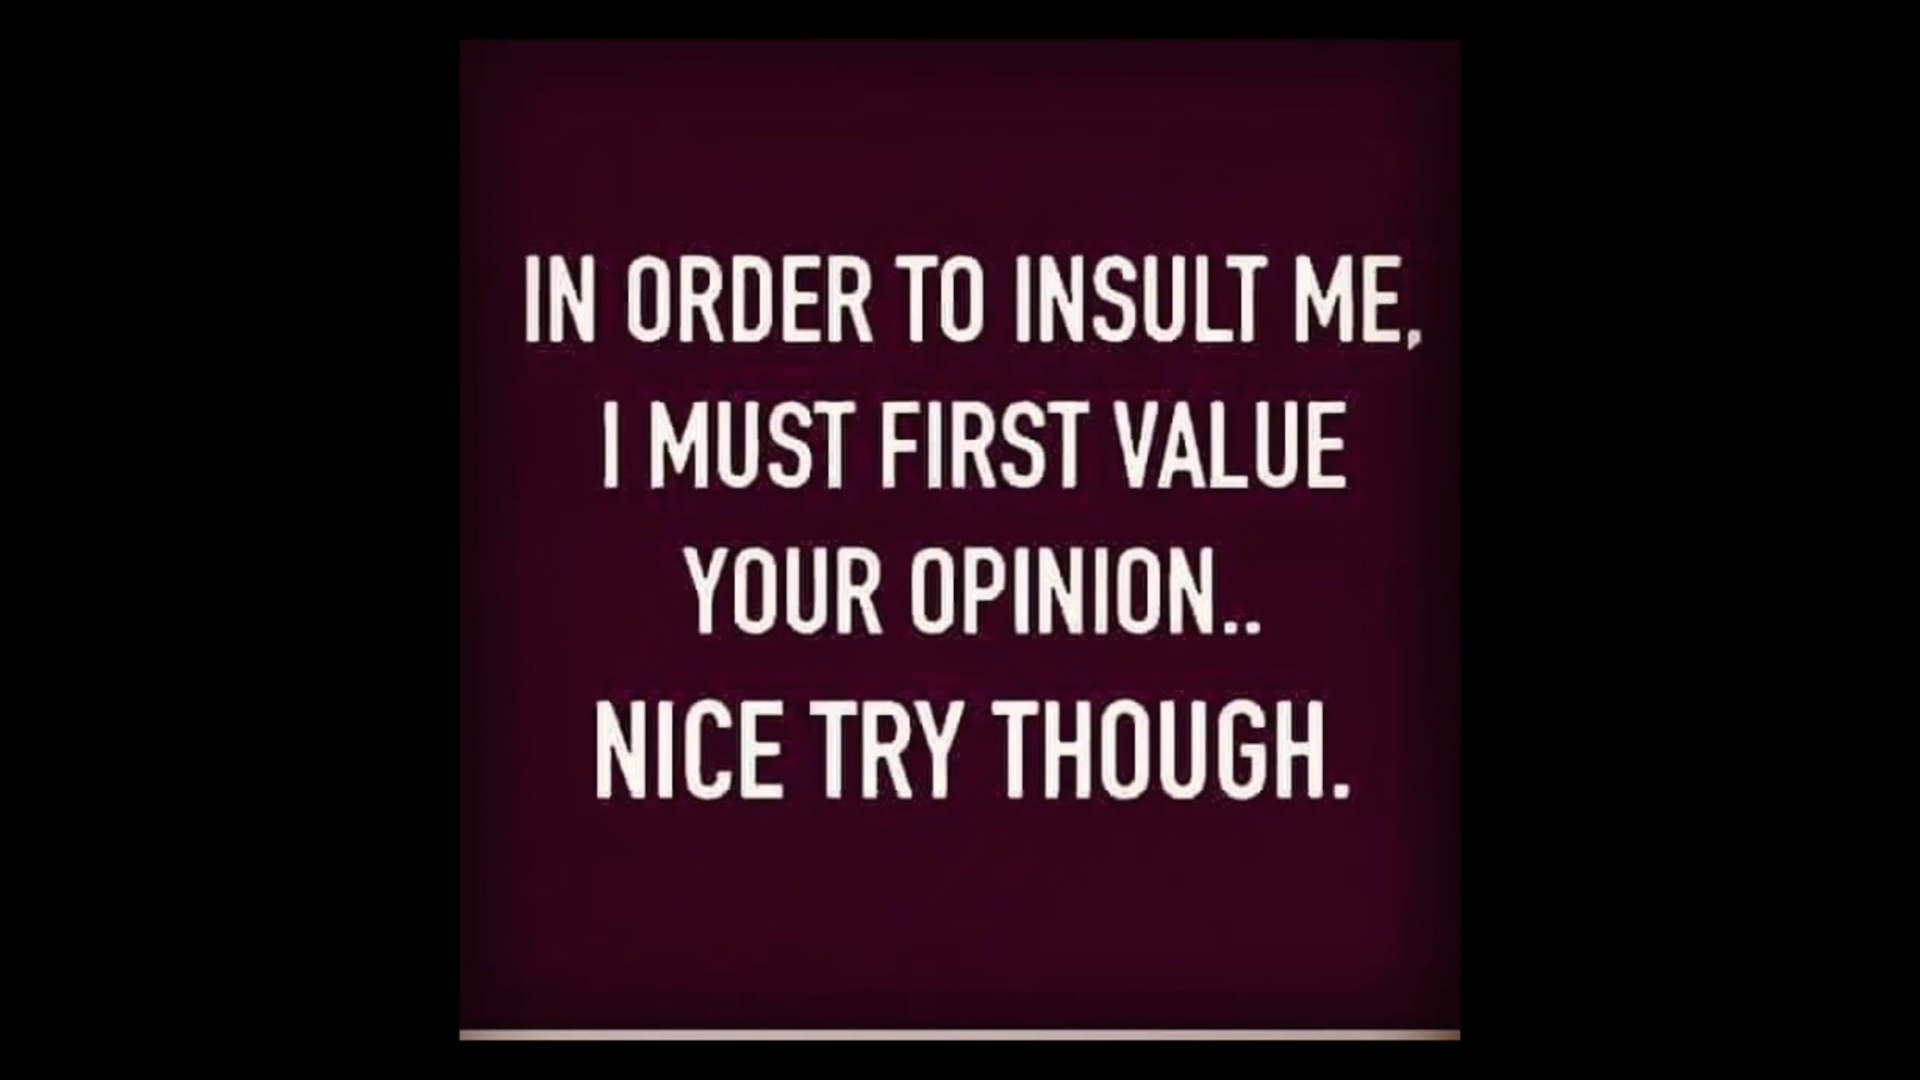 IN ORDER TO INSULT ME,
I MUST FIRST VALUE
YOUR OPINION..
NICE TRY THOUGH.